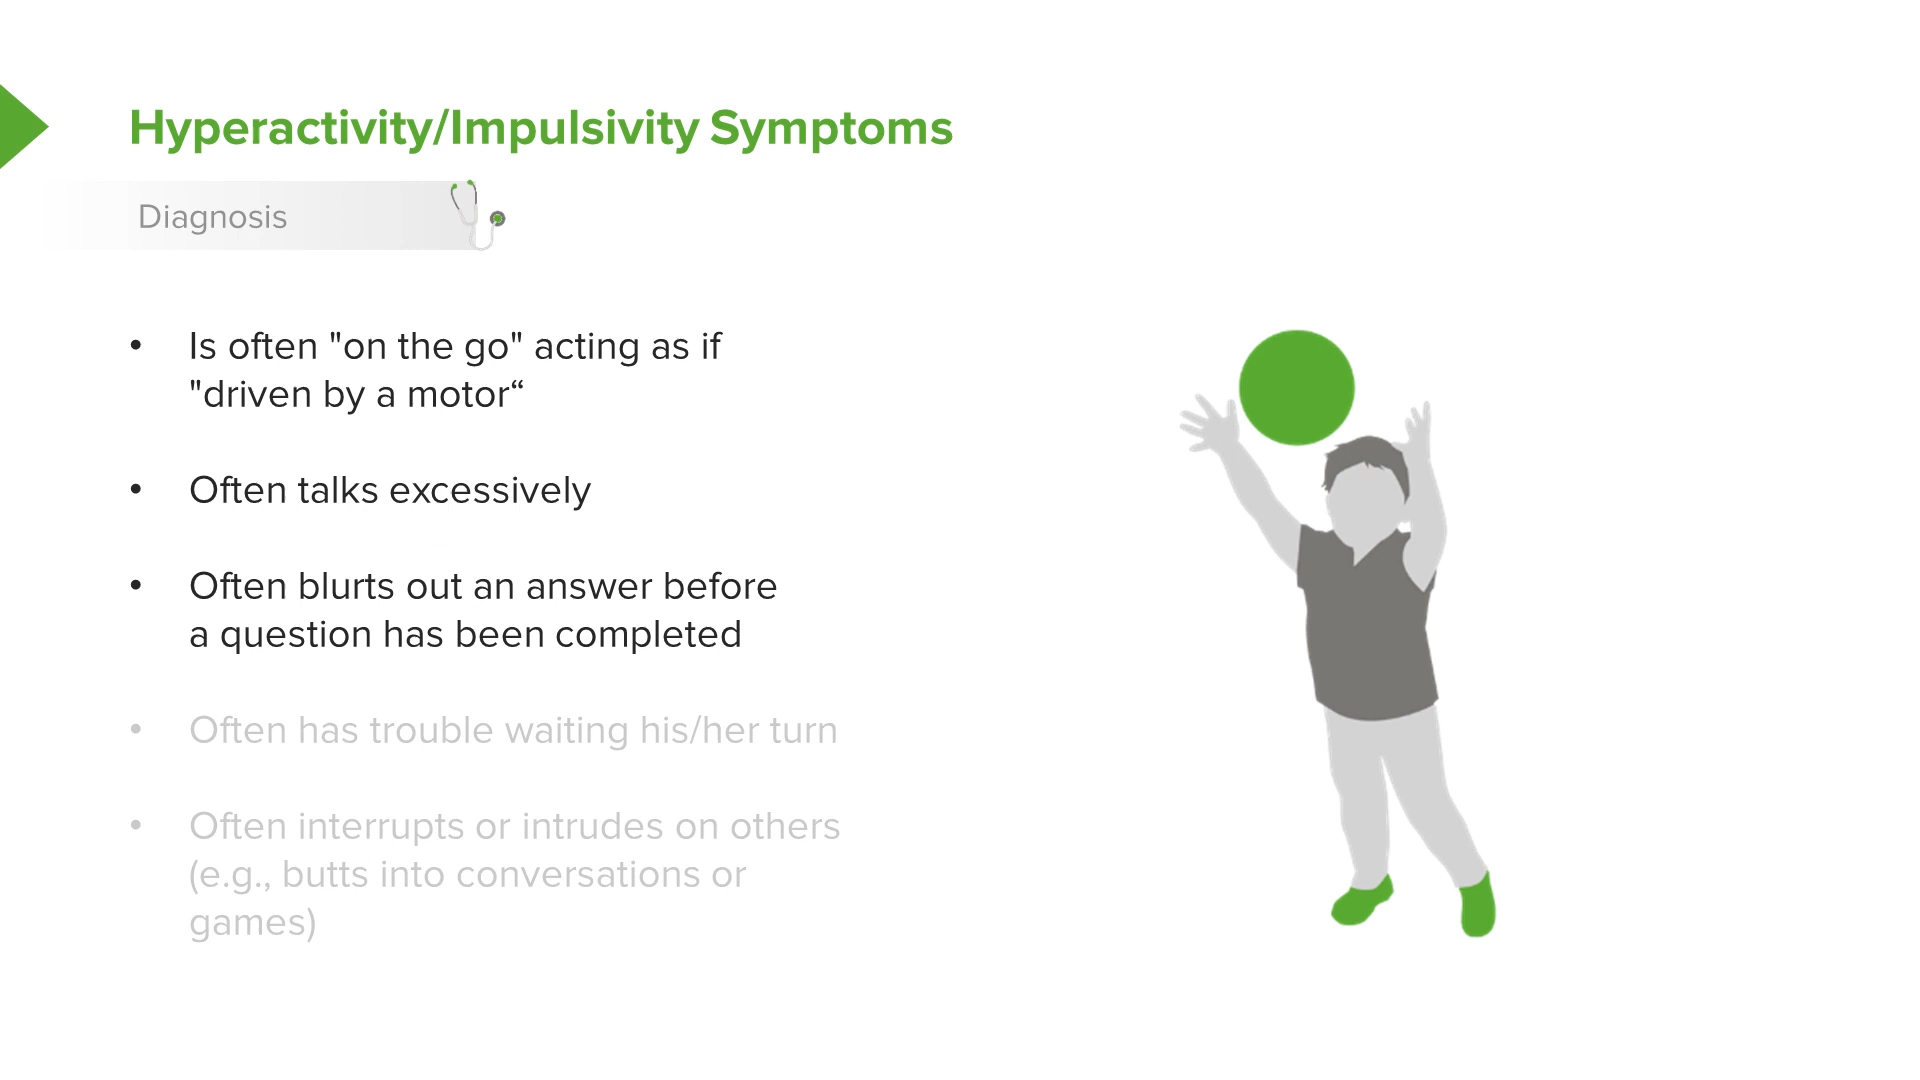 Hyperactivity/Impulsivity Symptoms
Diagnosis
• Is often "on the go" acting as if
"driven by a motor“
• Often talks excessively
• Often blurts out an answer before
a question has been completed
• Often has trouble waiting his/her turn
• Often interrupts or intrudes on others
(e.g., butts into conversations or
games)